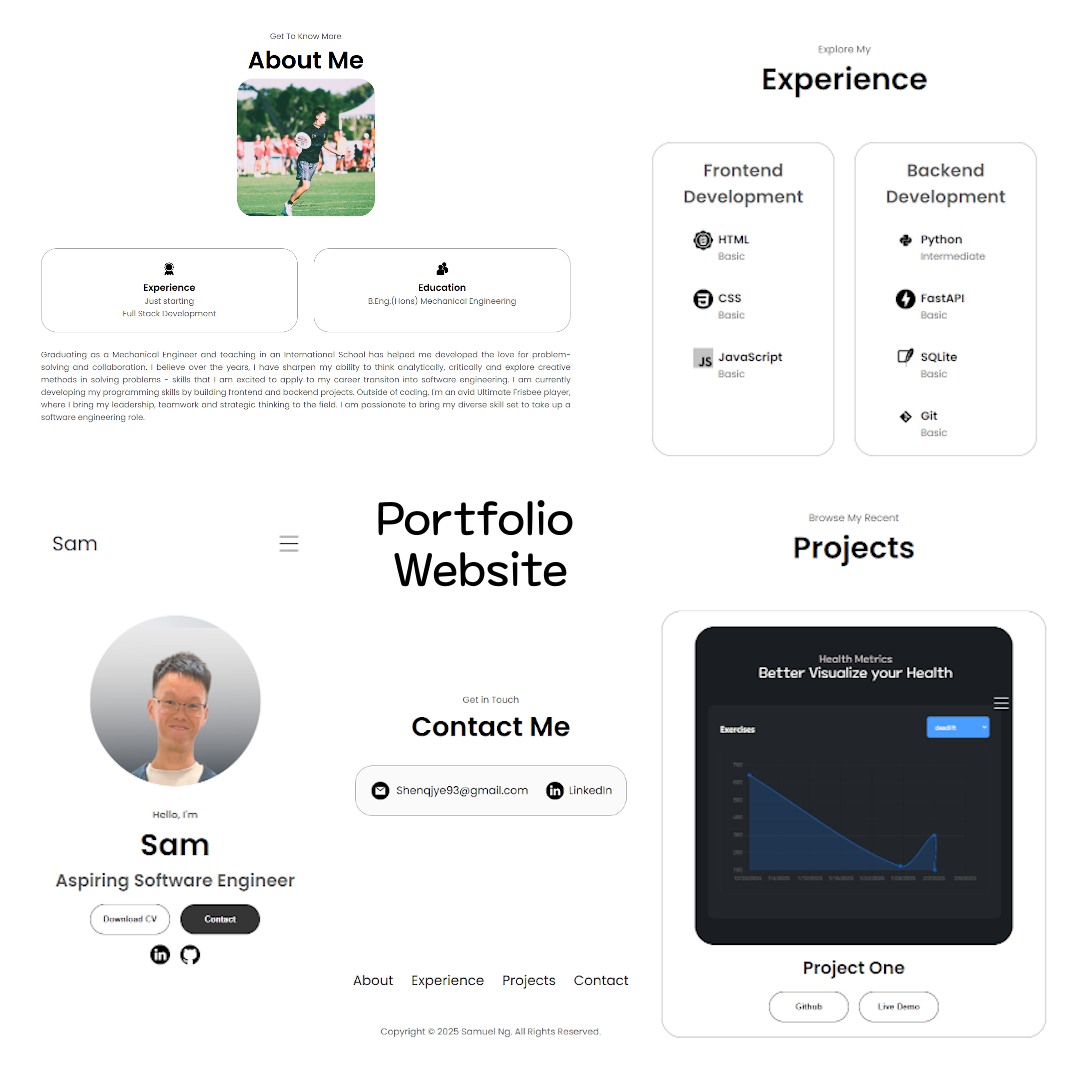 Get To Know More
About Me
Experience
Just starting
Full Stack Development
Education
B.Eng.(Hons) Mechanical Engineering
Graduating as a Mechanical Engineer and teaching in an International School has helped me developed the love for problem-
solving and collaboration. I believe over the years, I have sharpen my ability to think analytically, critically and explore creative
methods in solving problems - skills that I am excited to apply to my career transiton into software engineering. I am currently
developing my programming skills by building frontend and backend projects. Outside of coding, I'm an avid Ultimate Frisbee player,
where I bring my leadership, teamwork and strategic thinking to the field. I am passionate to bring my diverse skill set to take up a
software engineering role.
Explore My
Experience
Frontend
Development
HTML
Basic
CSS
Basic
JS JavaScript
Basic
Backend
Development
Python
Intermediate
FastAPI
Basic
SQLite
Basic
Git
Basic
Sam
Hello, I'm
Sam
Aspiring Software Engineer
Download CV
Contact
in
Portfolio
Website
Get in Touch
Contact Me
Shenqjye93@gmail.com
in LinkedIn
About Experience Projects Contact
Copyright © 2025 Samuel Ng. All Rights Reserved.
Browse My Recent
Projects
Health Metrics
Better Visualize your Health
Exercises
deadlift
Project One
Github
Live Demo